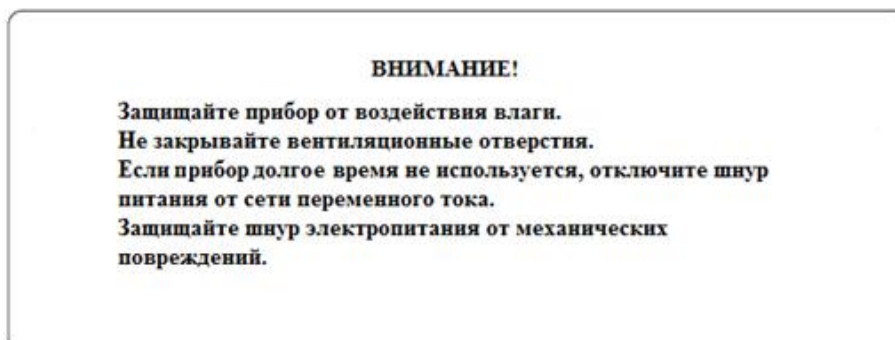 ВНИМАНИЕ!
Защищайте прибор от воздействия влаги.
Не закрывайте вентиляционные отверстия.
Если прибор долгое время не используется, отключите шнур
питания от сети переменного тока.
Защищайте шнур электропитания от механических
повреждений.